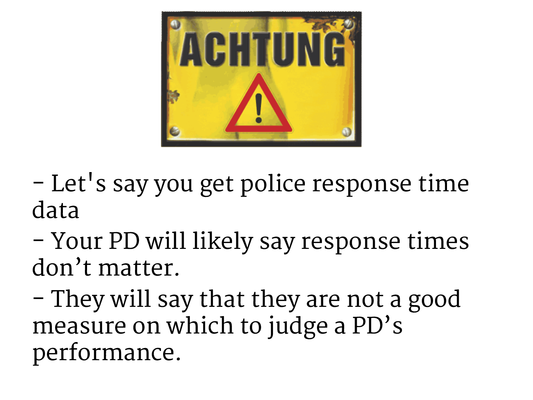 ACHTUNG
!
- Let's say you get police response time
data
- Your PD will likely say response times
don’t matter.
- They will say that they are not a good
measure on which to judge a PD’s
performance.